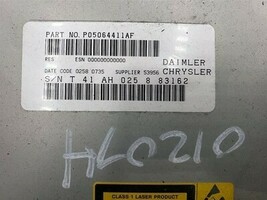 PART NO. P05064411AF
RES ESN 000000000000
DAIMLER
DATE CODE 0258 0735 SUPPLIER 53956
CHRYSLER
S/N T 41 AH 025 8 83162
HL0210
CLASS 1 LASER PRODUCT